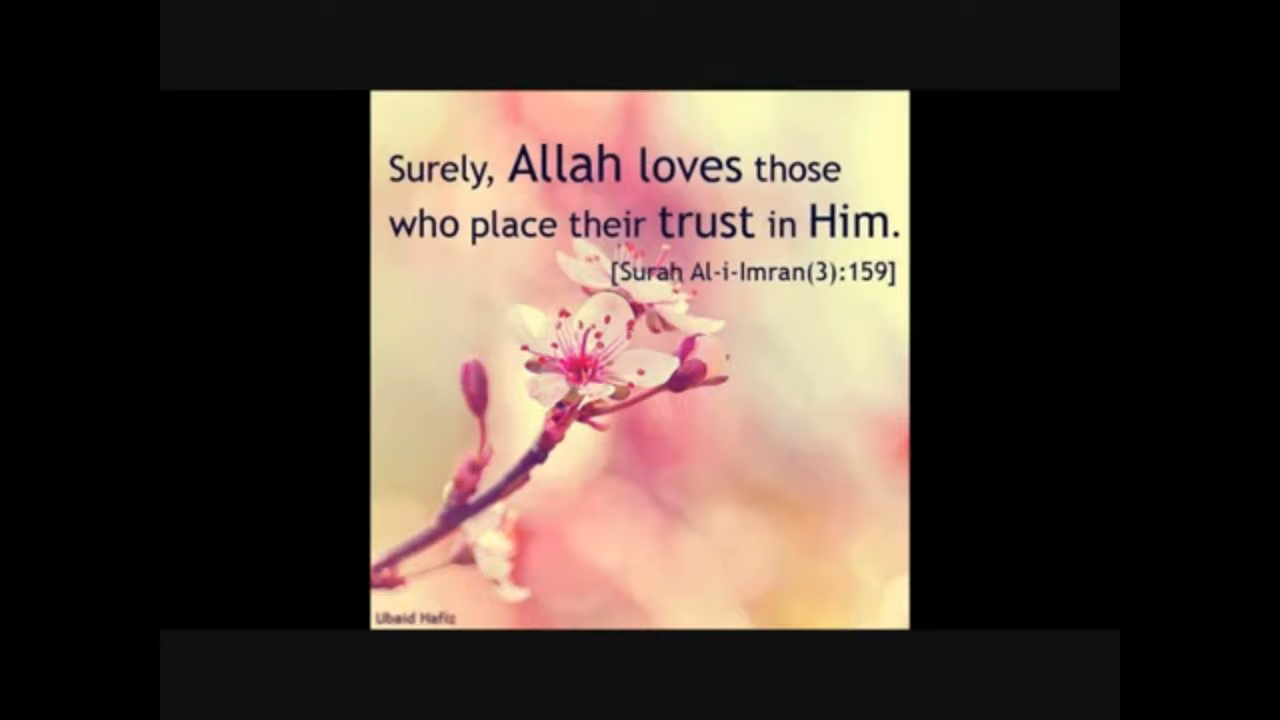 Surely, Allah loves those
who place their trust in Him.
[Surah Al-i-Imran(3):159]
Ubaid Hafiz